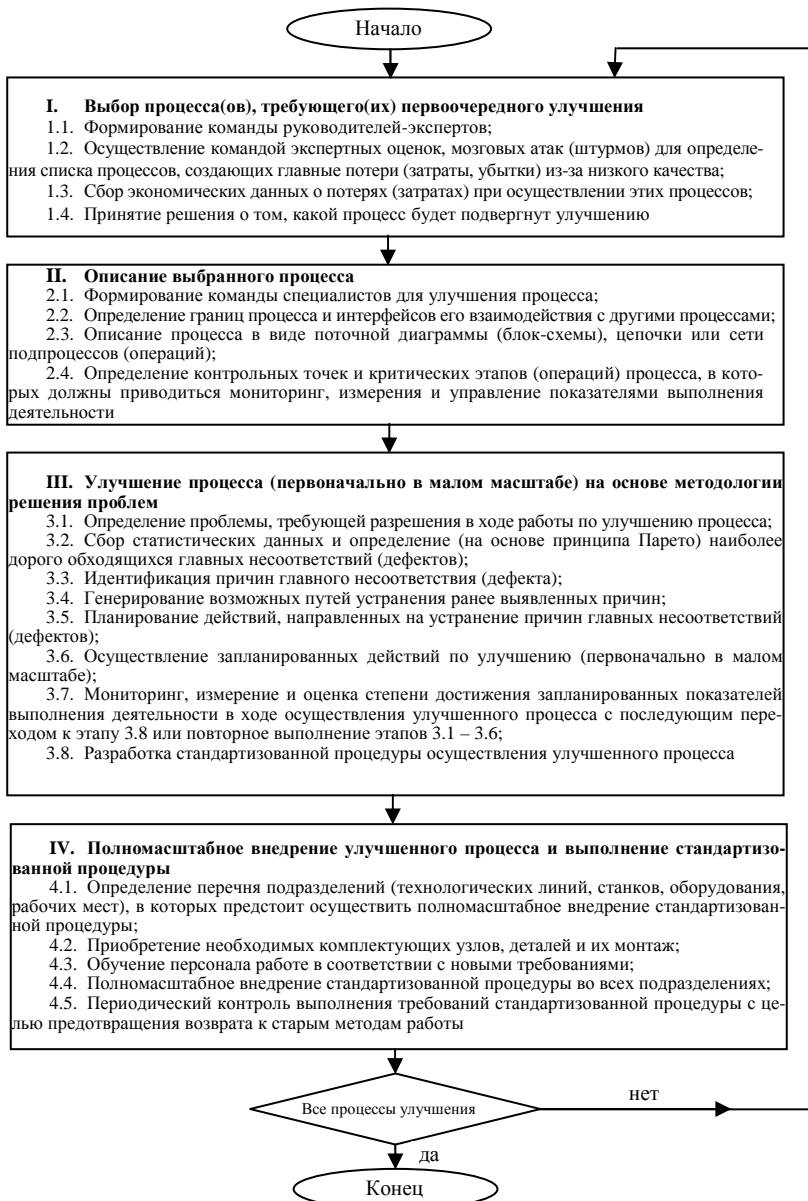 Начало
I. Выбор процесса(ов), требующего(их) первоочередного улучшения
1.1. Формирование команды руководителей-экспертов;
1.2. Осуществление командой экспертных оценок, мозговых атак (штурмов) для определе-
ния списка процессов, создающих главные потери (затраты, убытки) из-за низкого качества;
1.3. Сбор экономических данных о потерях (затратах) при осуществлении этих процессов;
1.4. Принятие решения о том, какой процесс будет подвергнут улучшению
II. Описание выбранного процесса
2.1. Формирование команды специалистов для улучшения процесса;
2.2. Определение границ процесса и интерфейсов его взаимодействия с другими процессами;
2.3. Описание процесса в виде поточной диаграммы (блок-схемы), цепочки или сети
подпроцессов (операций);
2.4. Определение контрольных точек и критических этапов (операций) процесса, в кото-
рых должны приводиться мониторинг, измерения и управление показателями выполнения
деятельности
III. Улучшение процесса (первоначально в малом масштабе) на основе методологии
решения проблем
3.1. Определение проблемы, требующей разрешения в ходе работы по улучшению процесса;
3.2. Сбор статистических данных и определение (на основе принципа Парето) наиболее
дорого обходящихся главных несоответствий (дефектов);
3.3. Идентификация причин главного несоответствия (дефекта);
3.4. Генерирование возможных путей устранения ранее выявленных причин;
3.5. Планирование действий, направленных на устранение причин главных несоответствий
(дефектов);
3.6. Осуществление запланированных действий по улучшению (первоначально в малом
масштабе);
3.7. Мониторинг, измерение и оценка степени достижения запланированных показателей
выполнения деятельности в ходе осуществления улучшенного процесса с последующим пере-
ходом к этапу 3.8 или повторное выполнение этапов 3.1 – 3.6;
3.8. Разработка стандартизованной процедуры осуществления улучшенного процесса
IV. Полномасштабное внедрение улучшенного процесса и выполнение стандартизо-
ванной процедуры
4.1. Определение перечня подразделений (технологических линий, станков, оборудования,
рабочих мест), в которых предстоит осуществить полномасштабное внедрение стандартизован-
ной процедуры;
4.2. Приобретение необходимых комплектующих узлов, деталей и их монтаж;
4.3. Обучение персонала работе в соответствии с новыми требованиями;
4.4. Полномасштабное внедрение стандартизованной процедуры во всех подразделениях;
4.5. Периодический контроль выполнения требований стандартизованной процедуры с це-
лью предотвращения возврата к старым методам работы
Все процессы улучшения
нет
да
Конец